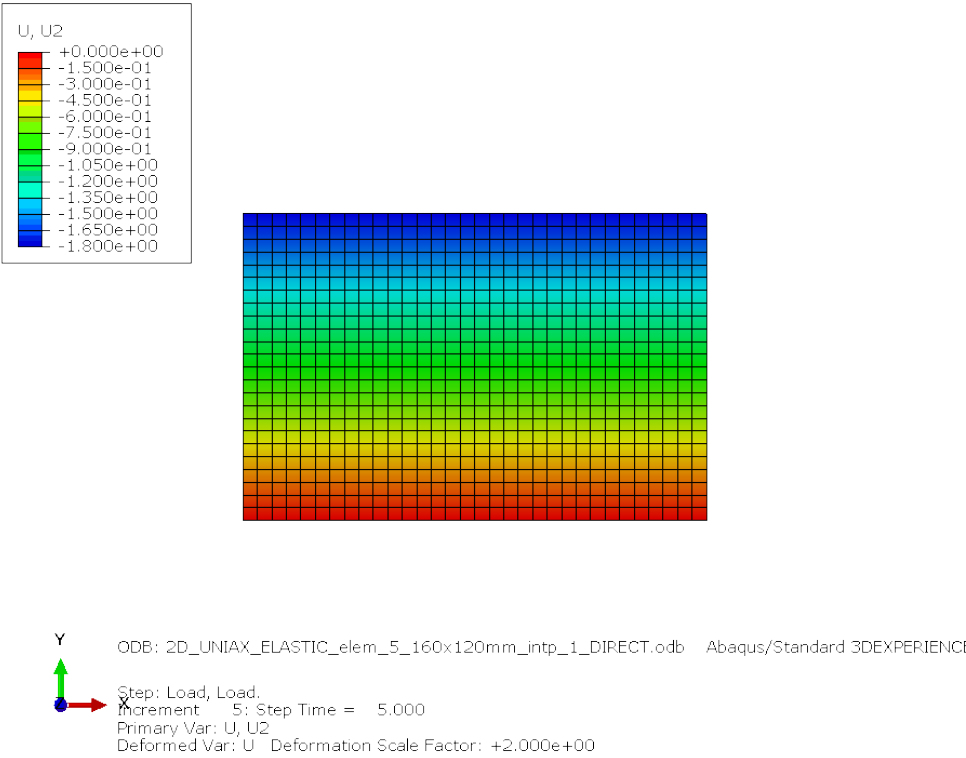 U, U2
+0.000e+00
-1.500e-01
-3.000e-01
-4.500e-01
-6.000e-01
-7.500e-01
-9.000e-01
-1.050e+00
-1.200e+00
-1.350e+00
-1.500e+00
-1.650e+00
-1.800e+00
Y
X
Z
ODB: 2D_UNIAX_ELASTIC_elem_5_160x120mm_intp_1_DIRECT.odb Abaqus/Standard 3DEXPERIENCE
Step: Load, Load.
Increment 5: Step Time = 5.000
Primary Var: U, U2
Deformed Var: U Deformation Scale Factor: +2.000e+00